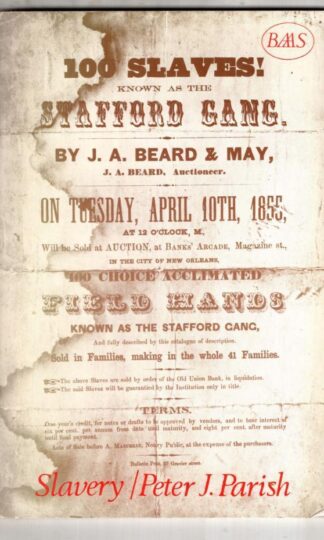 BAAS
100 SLAVES!
KNOWN AS THE
STAFFORD GANG.
BY J. A. BEARD & MAY,
J. A. BEARD, Auctioneer.
ON TUESDAY, APRIL 10TH, 1855,
AT 12 O'CLOCK, M.,
Will be Sold at AUCTION, at BANKS' ARCADE, Magazine st.,
IN THE CITY OF NEW ORLEANS,
100 CHOICE ACCLIMATED
FIELD HANDS
KNOWN AS THE STAFFORD GANG,
And fully described by this catalogue of description.
Sold in Families, making in the whole 41 Families.
The above Slaves are sold by order of the Old Union Bank, in liquidation.
The said Slaves will be guarantied by the Institution only in title.
TERMS.
One year's credit, for notes or drafts to be approved by vendors, and to bear interest of
six per cent. per annum from date until maturity, and eight per cent. after maturity
until final payment.
Acts of Sale before A. Notary Public, at the expense of the purchasers.
Bulletin Print, Gravier street.
Slavery/Peter J. Parish